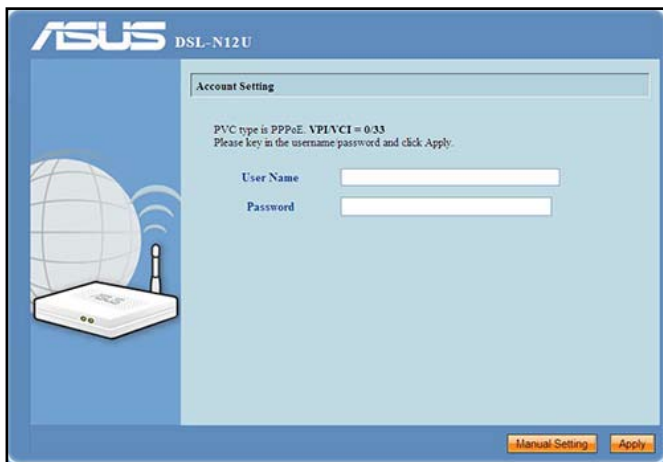 ASUS DSL-N12U
Account Setting
PVC type is PPPoE. VPI/VCI = 0/33
Please key in the username/password and click Apply.
User Name
Password
Manual Setting Apply